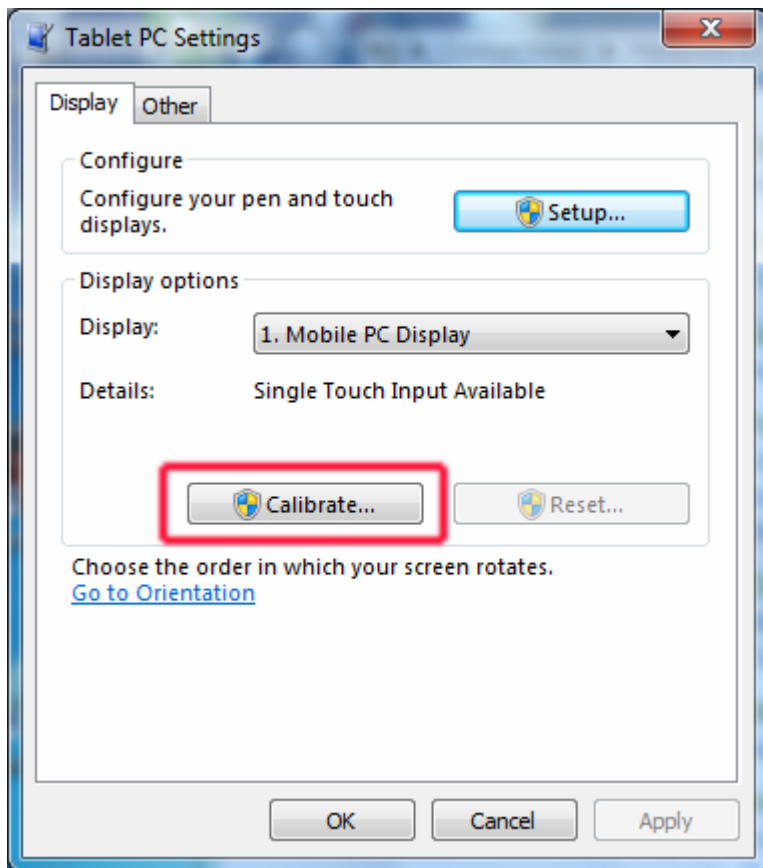 Tablet PC Settings
Display
Other
Configure
Configure your pen and touch
displays.
Setup...
Display options
Display:
1. Mobile PC Display
Details:
Single Touch Input Available
Calibrate...
Reset...
Choose the order in which your screen rotates.
Go to Orientation
OK
Cancel
Apply